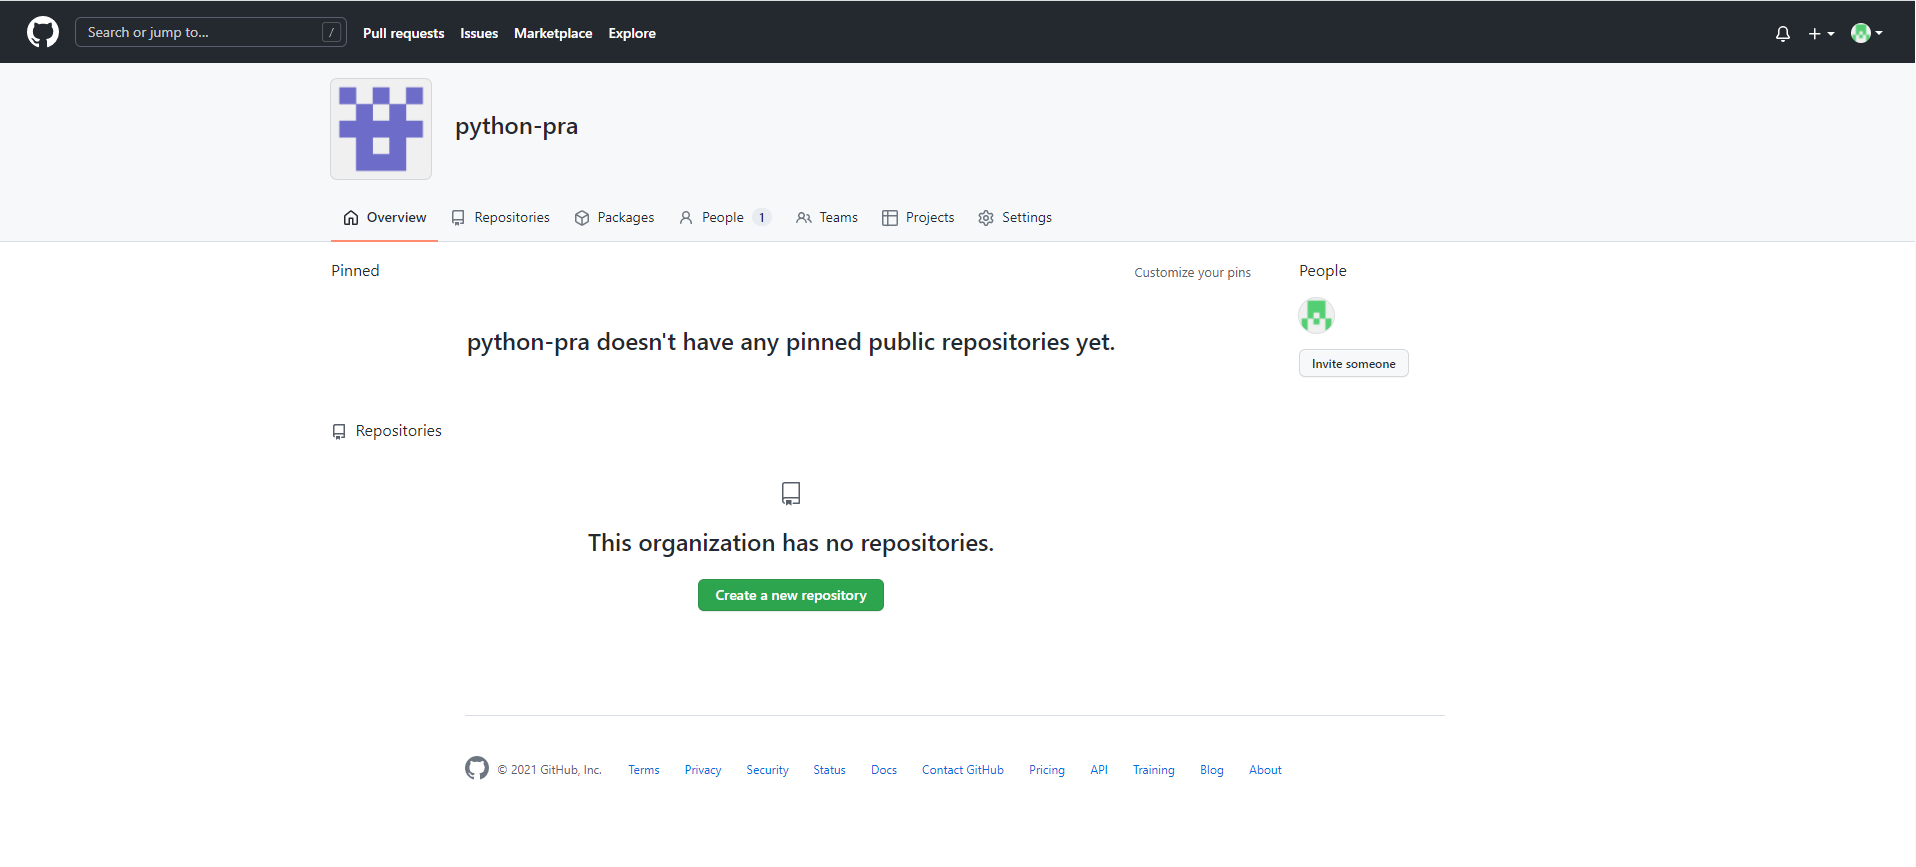 Search or jump to... /
Pull requests Issues Marketplace Explore
python-pra
Overview Repositories Packages People 1 Teams Projects Settings
Pinned
Customize your pins
python-pra doesn't have any pinned public repositories yet.
People
Invite someone
Repositories
This organization has no repositories.
Create a new repository
© 2021 GitHub, Inc. Terms Privacy Security Status Docs Contact GitHub Pricing API Training Blog About